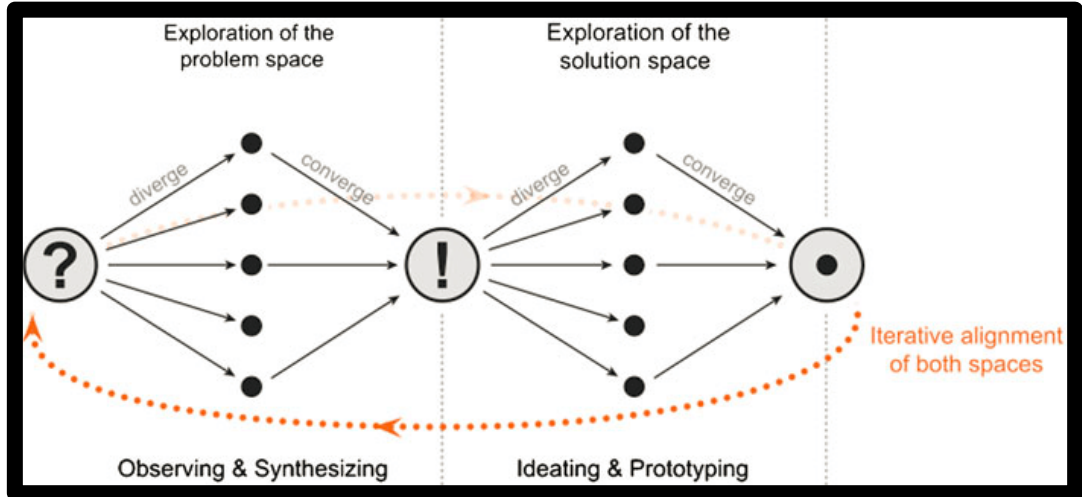 Exploration of the
problem space
Exploration of the
solution space
diverge
converge
diverge
converge
?
!
Iterative alignment
of both spaces
Observing & Synthesizing
Ideating & Prototyping